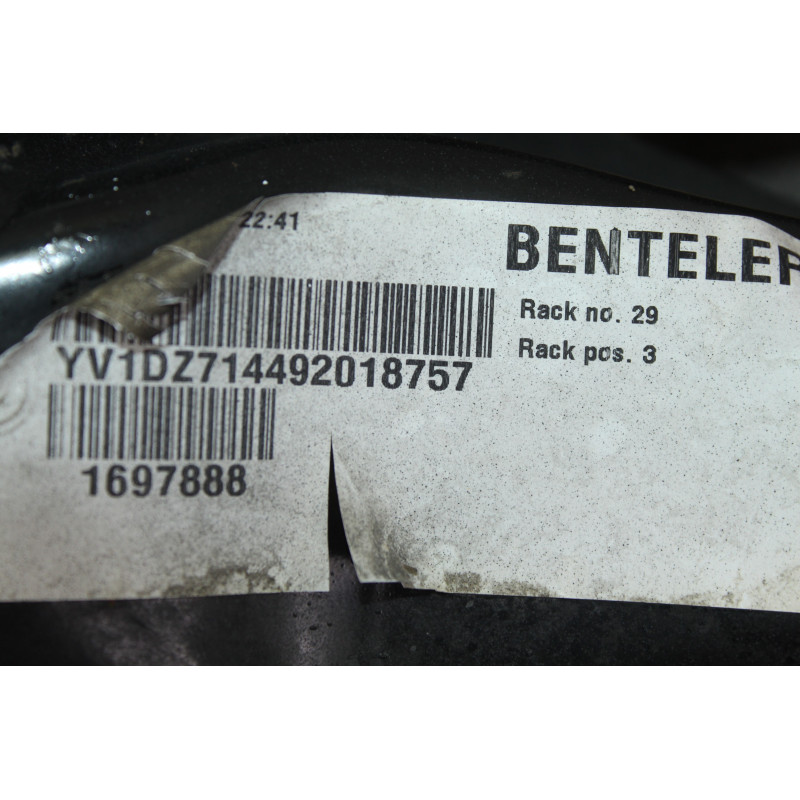 22:41
BENTELER
Rack no. 29
Rack pos. 3
YV1DZ714492018757
1697888